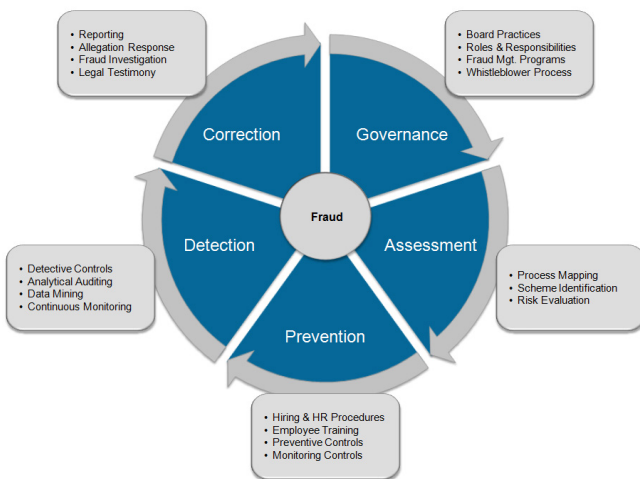 • Reporting
• Allegation Response
• Fraud Investigation
• Legal Testimony
• Board Practices
• Roles & Responsibilities
• Fraud Mgt. Programs
• Whistleblower Process
Correction
Governance
Fraud
Detection
Assessment
Prevention
• Detective Controls
• Analytical Auditing
• Data Mining
• Continuous Monitoring
• Process Mapping
• Scheme Identification
• Risk Evaluation
• Hiring & HR Procedures
• Employee Training
• Preventive Controls
• Monitoring Controls